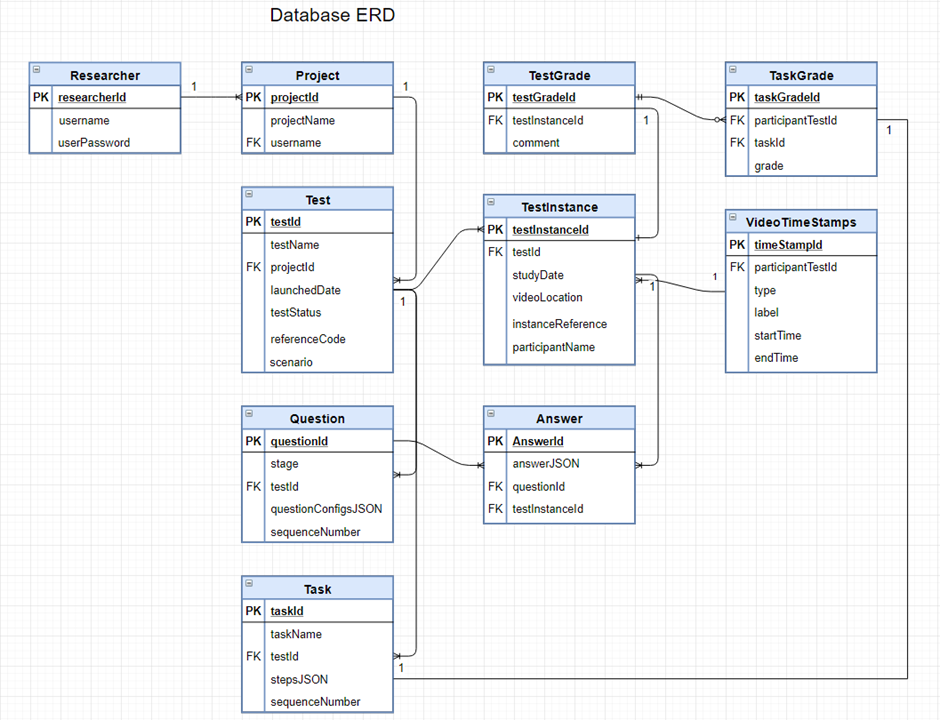 Database ERD
Researcher
PK researcherId
username
userPassword
1
Project
PK projectId
projectName
FK username
1
TestGrade
PK testGradeId
FK testInstanceId
comment
1
TaskGrade
PK taskGradeId
FK participantTestId
FK taskId
grade
1
Test
PK testId
testName
FK projectId
launchedDate
testStatus
referenceCode
scenario
1
TestInstance
PK testInstanceId
FK testId
studyDate
videoLocation
instanceReference
participantName
1
1
VideoTimeStamps
PK timeStampId
FK participantTestId
type
label
startTime
endTime
Question
PK questionId
stage
FK testId
questionConfigsJSON
sequenceNumber
Answer
PK AnswerId
answerJSON
FK questionId
FK testInstanceId
Task
PK taskId
taskName
FK testId
stepsJSON
sequenceNumber
1